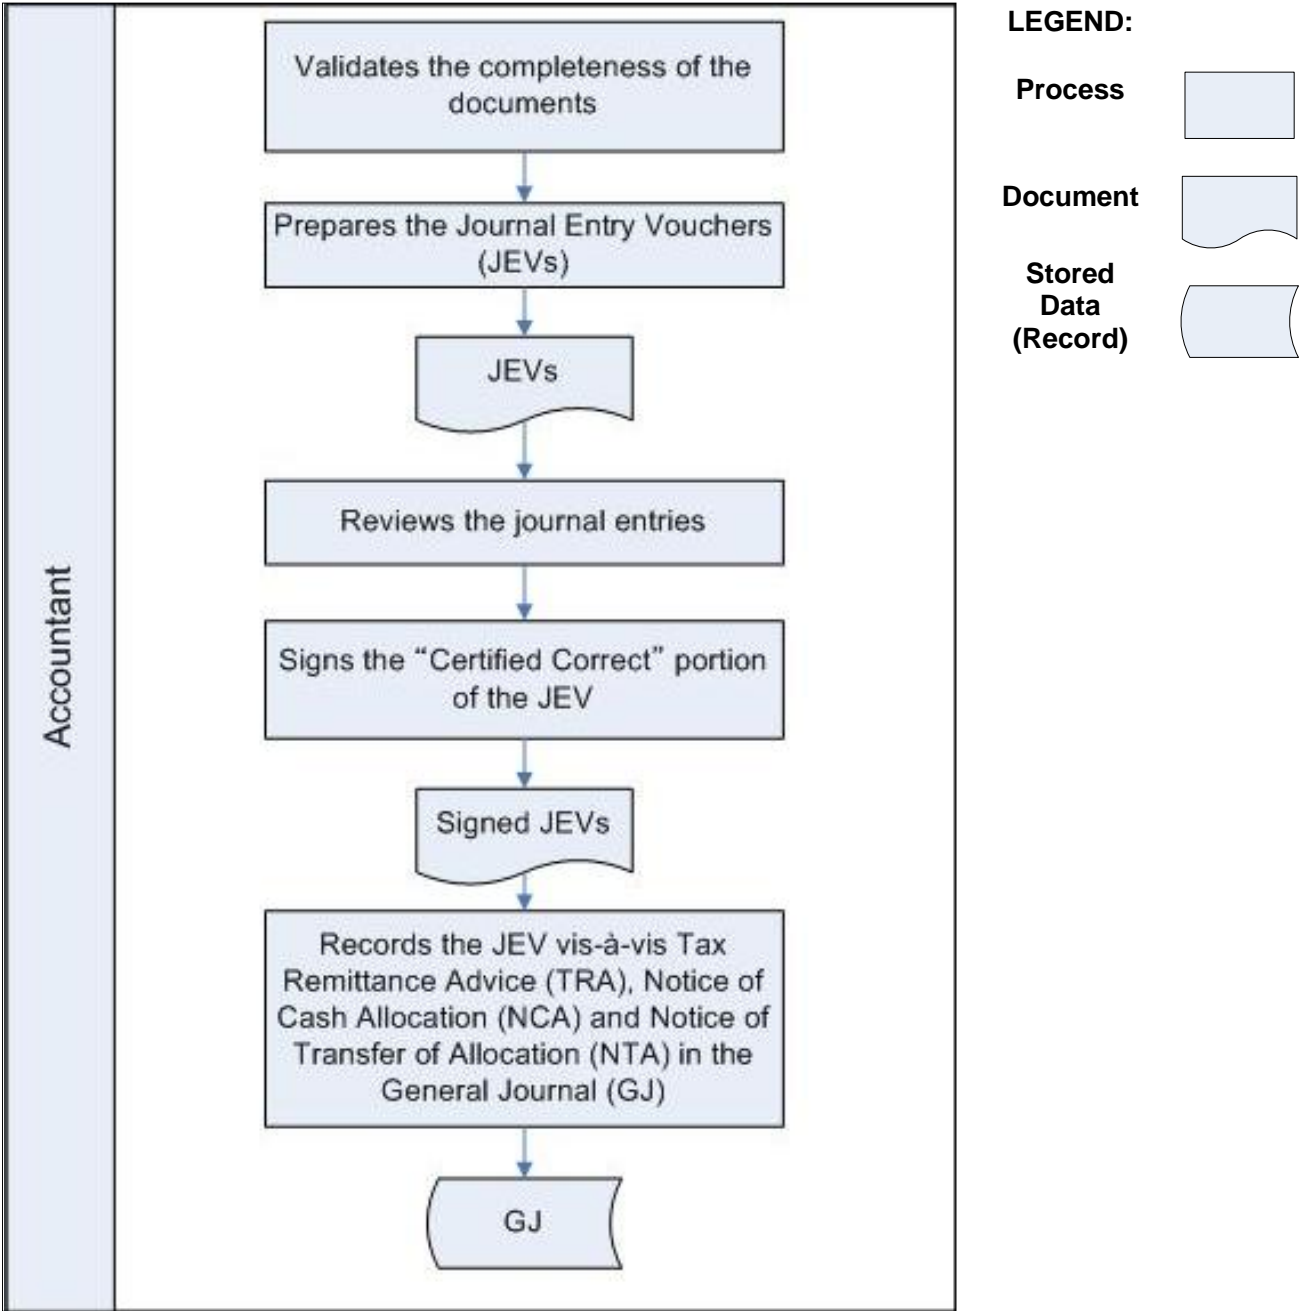 Accountant
Validates the completeness of the
documents
Prepares the Journal Entry Vouchers
(JEVs)
JEVs
Reviews the journal entries
Signs the “Certified Correct” portion
of the JEV
Signed JEVs
Records the JEV vis-à-vis Tax
Remittance Advice (TRA), Notice of
Cash Allocation (NCA) and Notice of
Transfer of Allocation (NTA) in the
General Journal (GJ)
GJ
LEGEND:
Process
Document
Stored
Data
(Record)